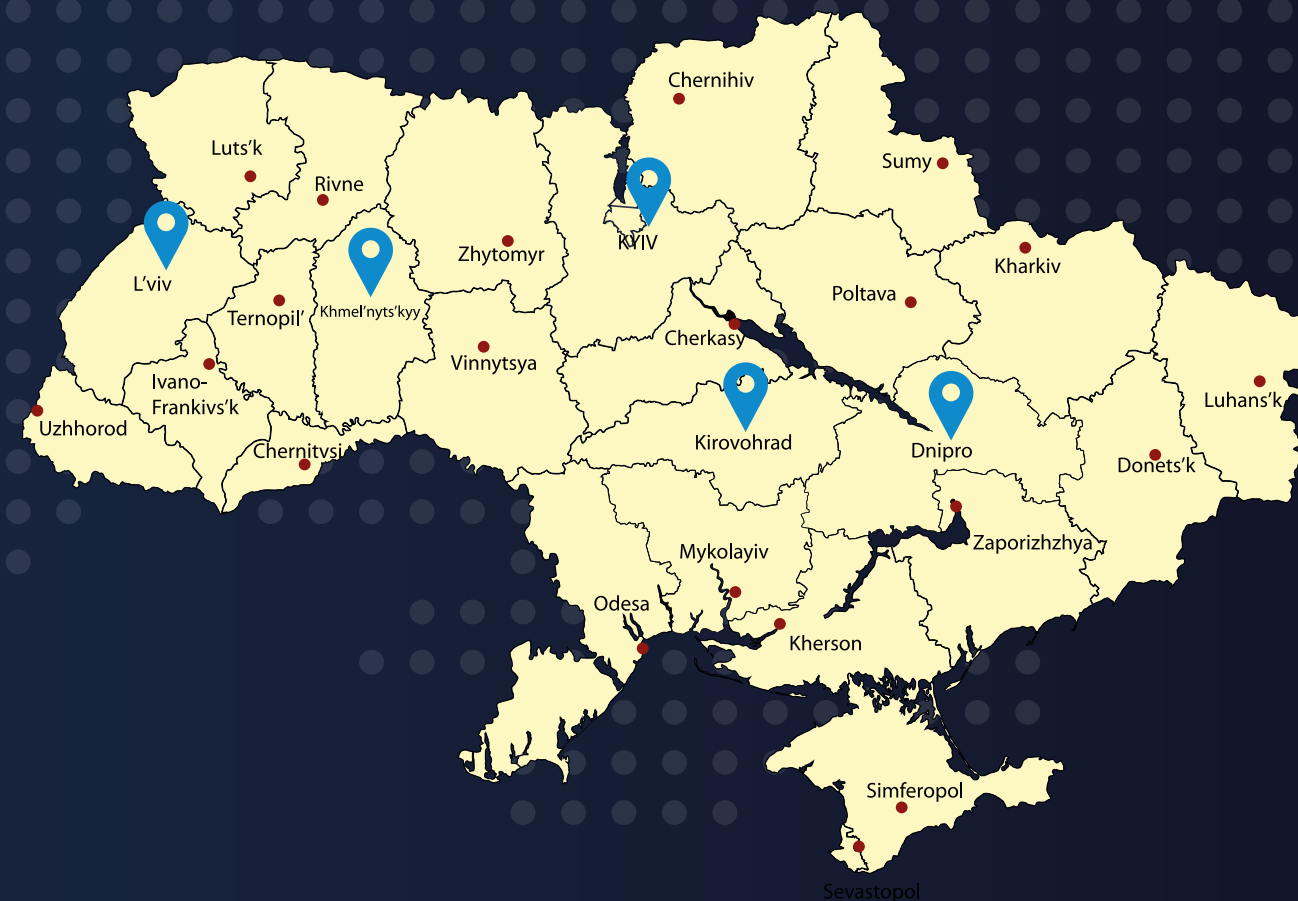 Chernihiv
Luts'k
Sumy
Rivne
KYIV
Zhytomyr
Kharkiv
L'viv
Poltava
Khmel'nyts'kyy
Ternopil'
Cherkasy
Vinnytsya
Ivano-
Frankivs'k
Luhans'k
Uzhhorod
Kirovohrad
Dnipro
Chernitvsi
Donets'k
Zaporizhzhya
Mykolayiv
Odesa
Kherson
Simferopol
Sevastopol